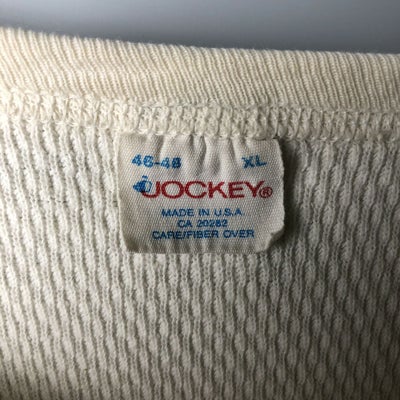 46-48 XL
JOCKEY®
MADE IN U.S.A.
CA 20282
CARE/FIBER OVER